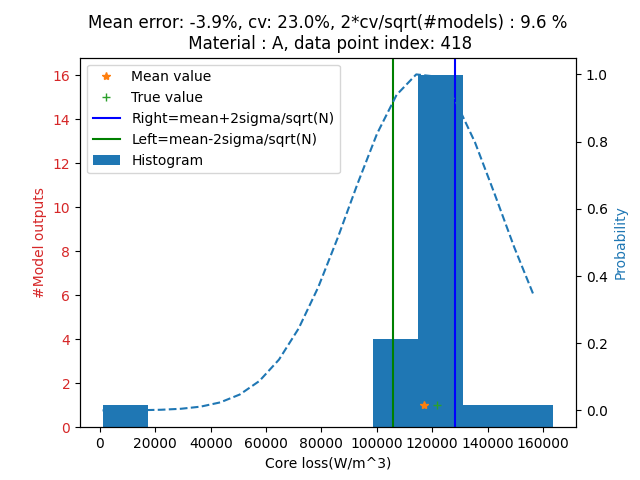 Mean error: -3.9%, cv: 23.0%, 2*cv/sqrt(#models) : 9.6 %
Material : A, data point index: 418
Mean value
True value
Right=mean+2sigma/sqrt(N)
Left=mean-2sigma/sqrt(N)
Histogram
#Model outputs
16
14
12
10
8
6
4
2
0
1.0
0.8
0.6
0.4
0.2
0.0
Probability
0 20000 40000 60000 80000 100000 120000 140000 160000
Core loss(W/m^3)